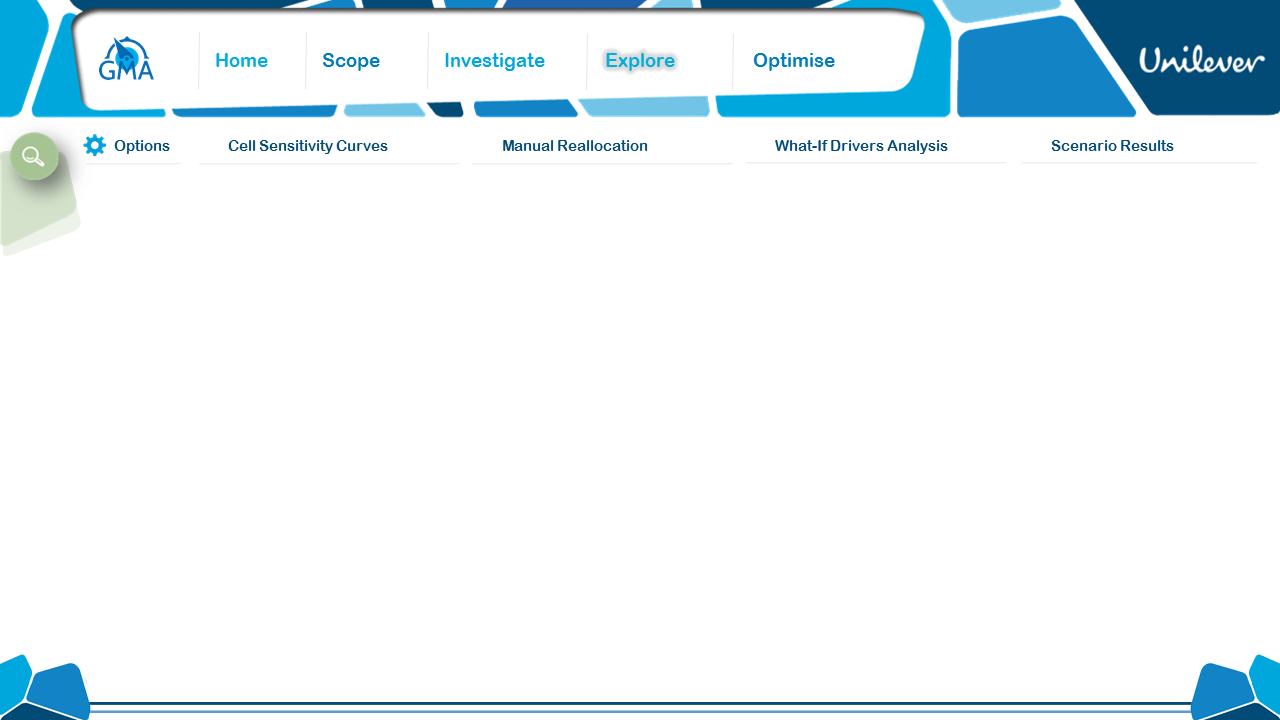 GMA
Home
Scope
Investigate
Explore
Optimise
Unilever
Options
Cell Sensitivity Curves
Manual Reallocation
What-If Drivers Analysis
Scenario Results